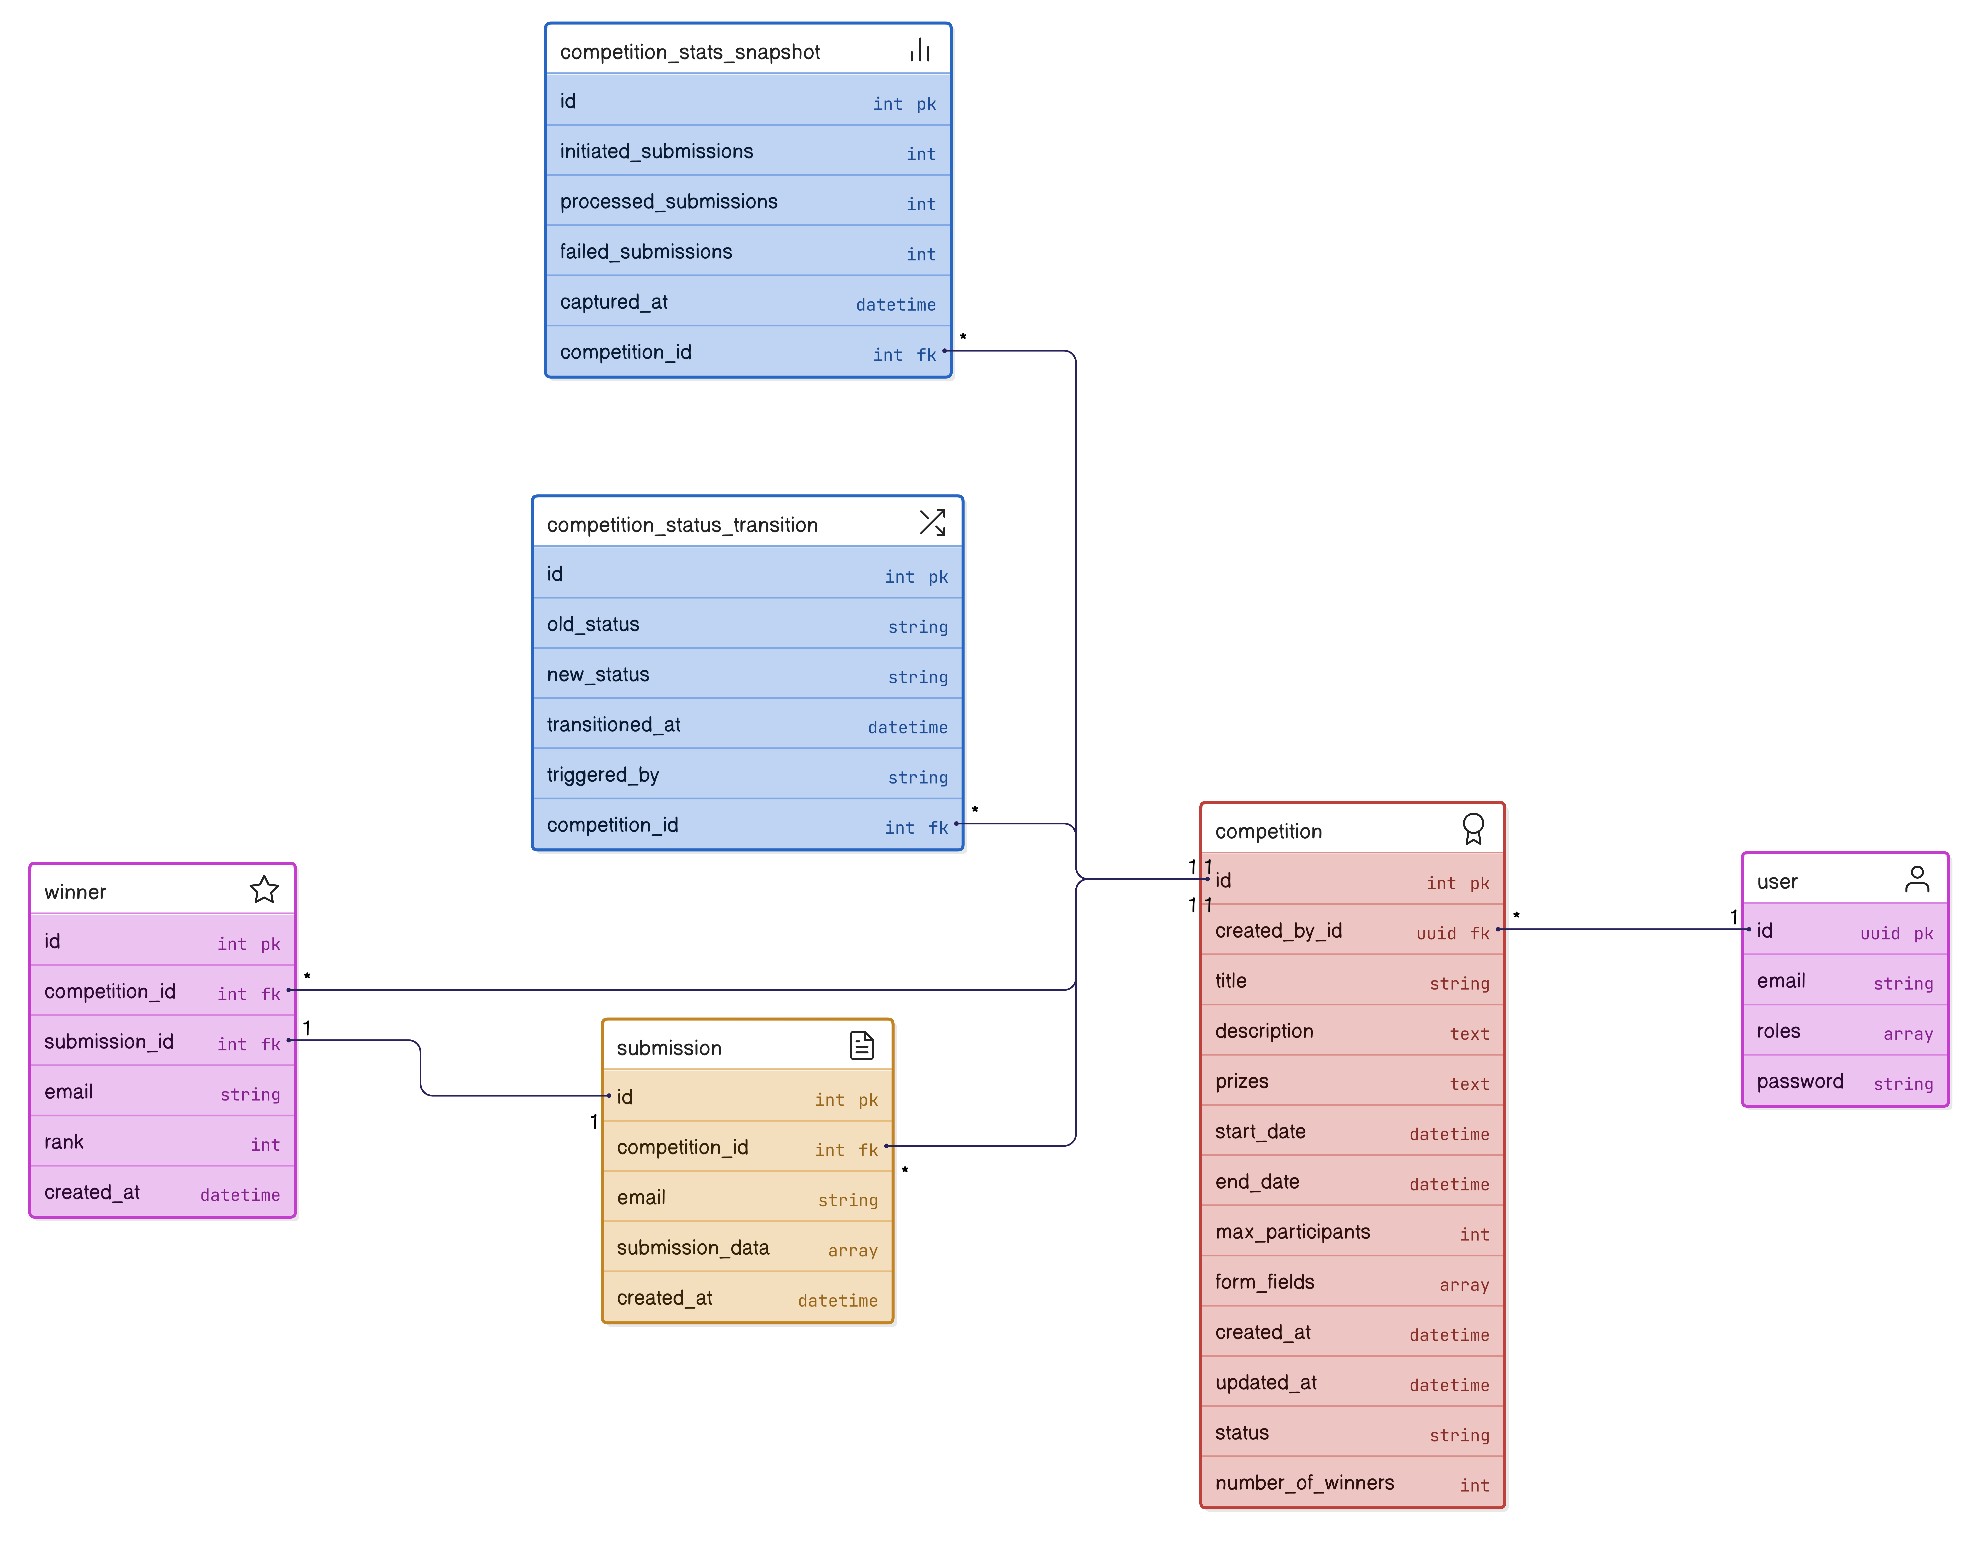 competition_stats_snapshot
id int pk
initiated_submissions int
processed_submissions int
failed_submissions int
captured_at datetime
competition_id int fk
*
competition_status_transition
id int pk
old_status string
new_status string
transitioned_at datetime
triggered_by string
competition_id int fk
*
winner
id int pk
competition_id int fk
*
submission_id int fk
1
email string
rank int
created_at datetime
submission
id int pk
1
competition_id int fk
*
email string
submission_data array
created_at datetime
competition
1 1
id int pk
1 1
created_by_id uuid fk
*
title string
description text
prizes text
start_date datetime
end_date datetime
max_participants int
form_fields array
created_at datetime
updated_at datetime
status string
number_of_winners int
user
1
id uuid pk
email string
roles array
password string